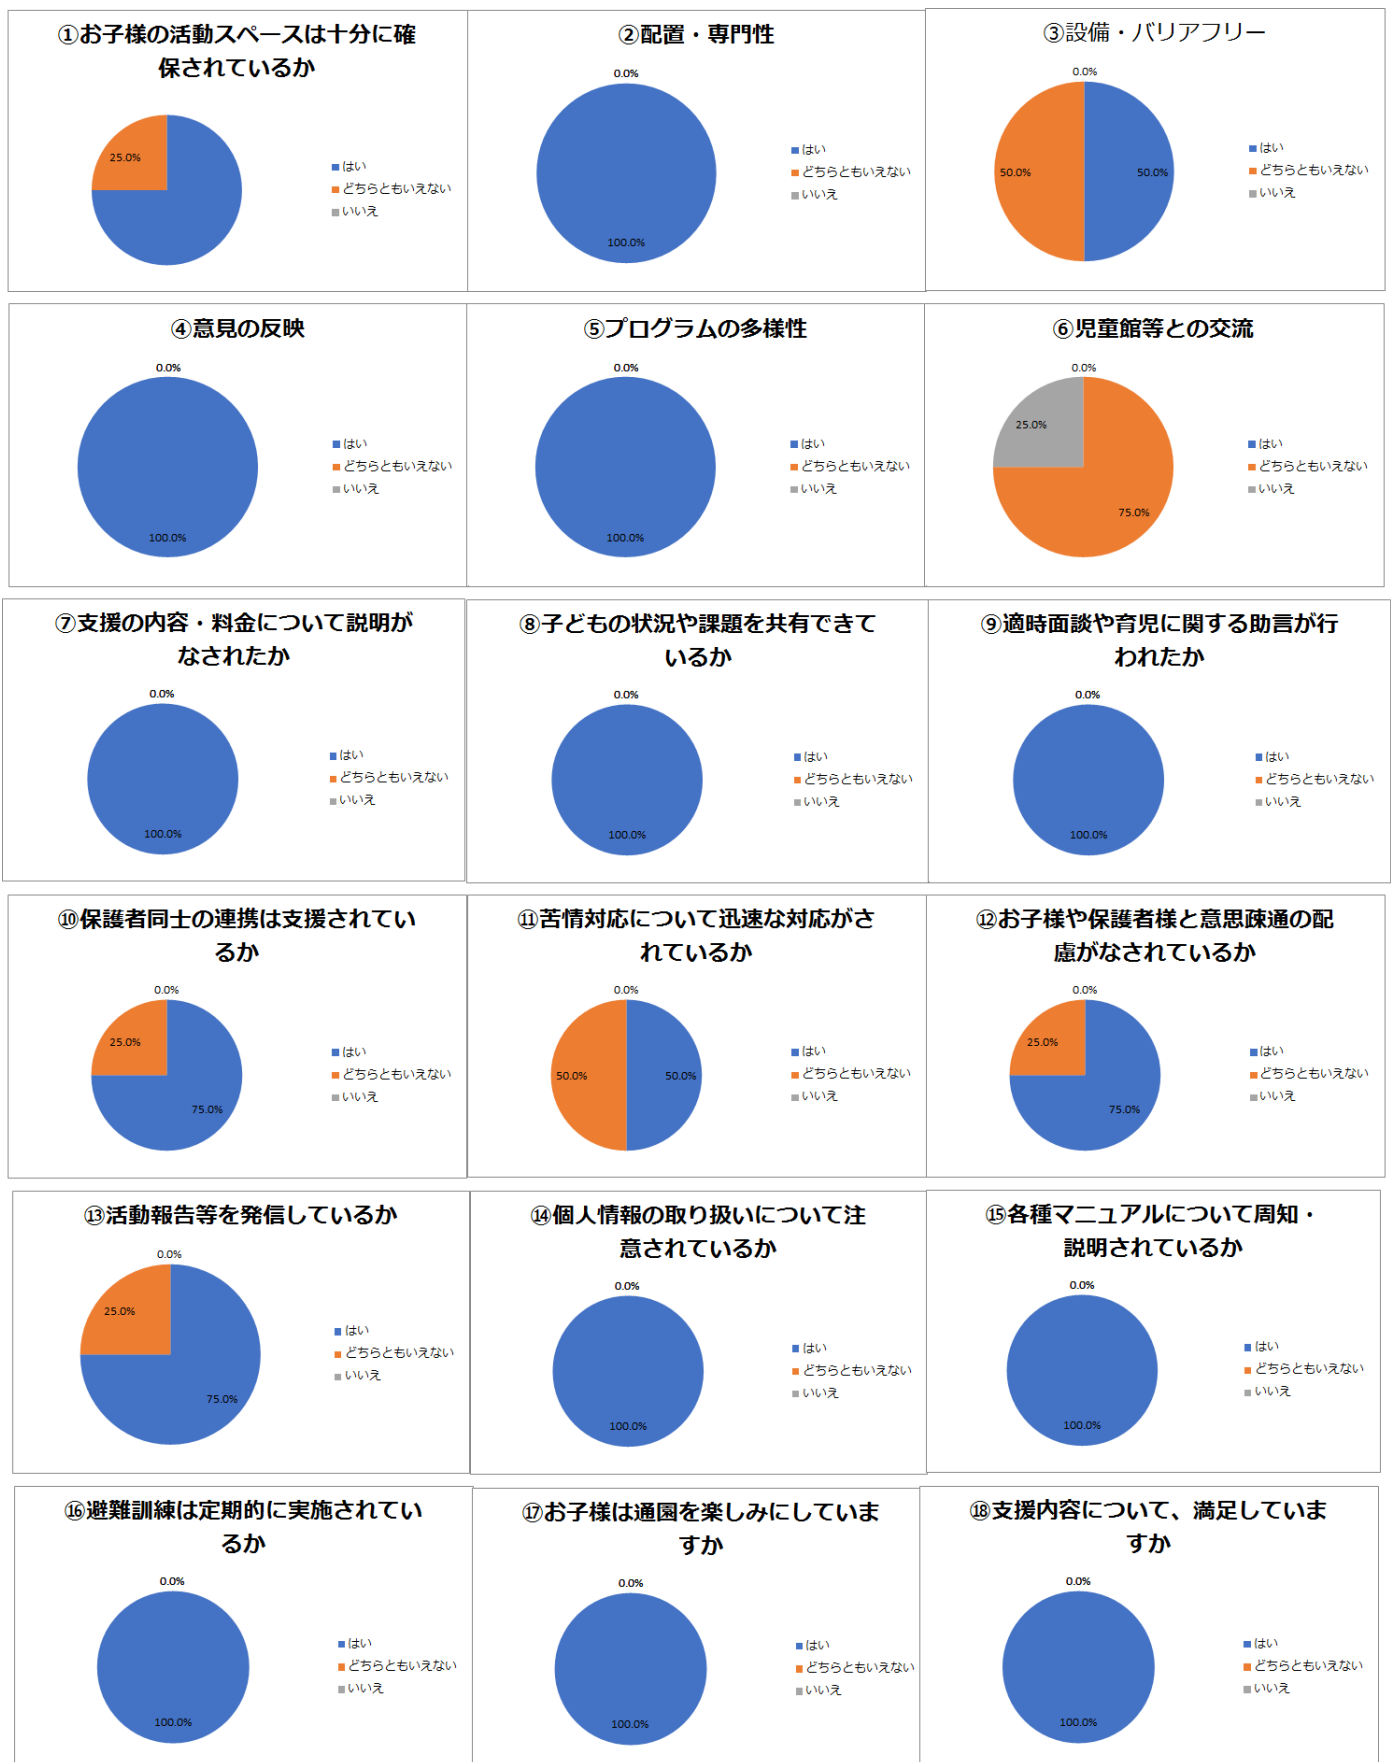 ①お子様の活動スペースは十分に確
保されているか
25.0%
はい
どちらともいえない
いいえ
②配置・専門性
0.0%
100.0%
はい
どちらともいえない
いいえ
③設備・バリアフリー
0.0%
50.0%
50.0%
はい
どちらともいえない
いいえ
④意見の反映
0.0%
100.0%
はい
どちらともいえない
いいえ
⑤プログラムの多様性
0.0%
100.0%
はい
どちらともいえない
いいえ
⑥児童館等との交流
0.0%
25.0%
75.0%
はい
どちらともいえない
いいえ
⑦支援の内容・料金について説明が
なされたか
0.0%
100.0%
はい
どちらともいえない
いいえ
⑧子どもの状況や課題を共有できて
いるか
0.0%
100.0%
はい
どちらともいえない
いいえ
⑨適時面談や育児に関する助言が行
われたか
0.0%
100.0%
はい
どちらともいえない
いいえ
⑩保護者同士の連携は支援されてい
るか
0.0%
25.0%
75.0%
はい
どちらともいえない
いいえ
⑪苦情対応について迅速な対応がさ
れているか
0.0%
50.0%
50.0%
はい
どちらともいえない
いいえ
⑫お子様や保護者様と意思疎通の配
慮がなされているか
0.0%
25.0%
75.0%
はい
どちらともいえない
いいえ
⑬活動報告等を発信しているか
0.0%
25.0%
75.0%
はい
どちらともいえない
いいえ
⑭個人情報の取り扱いについて注
意されているか
0.0%
100.0%
はい
どちらともいえない
いいえ
⑮各種マニュアルについて周知・
説明されているか
0.0%
100.0%
はい
どちらともいえない
いいえ
⑯避難訓練は定期的に実施されてい
るか
0.0%
100.0%
はい
どちらともいえない
いいえ
⑰お子様は通園を楽しみにしていま
すか
0.0%
100.0%
はい
どちらともいえない
いいえ
⑱支援内容について、満足していま
すか
0.0%
100.0%
はい
どちらともいえない
いいえ